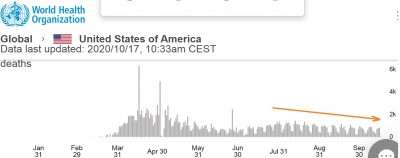 World Health
Organization
Global > United States of America
Data last updated: 2020/10/17, 10:33am CEST
deaths
6k
4k
2k
0
Jan 31
Feb 29
Mar 31
Apr 30
May 31
Jun 30
Jul 31
Aug 31
Sep 30